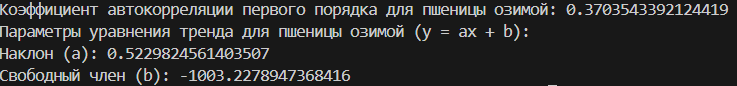 Коэффициент автокорреляции первого порядка для пшеницы озимой: 0.3703543392124419
Параметры уравнения тренда для пшеницы озимой (y = ax + b):
Наклон (a): 0.5229824561403507
Свободный член (b): -1003.2278947368416